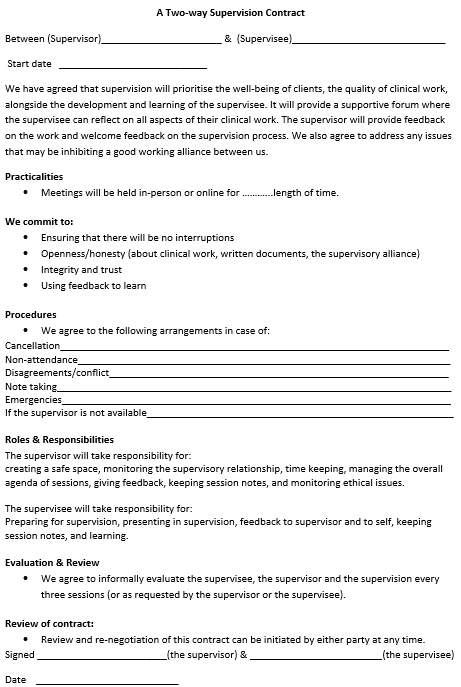 A Two-way Supervision Contract
Between (Supervisor)______________________ & (Supervisee)____________________________
Start date ___________________________
We have agreed that supervision will prioritise the well-being of clients, the quality of clinical work,
alongside the development and learning of the supervisee. It will provide a supportive forum where
the supervisee can reflect on all aspects of their clinical work. The supervisor will provide feedback
on the work and welcome feedback on the supervision process. We also agree to address any issues
that may be inhibiting a good working alliance between us.
Practicalities
• Meetings will be held in-person or online for ............length of time.
We commit to:
• Ensuring that there will be no interruptions
• Openness/honesty (about clinical work, written documents, the supervisory alliance)
• Integrity and trust
• Using feedback to learn
Procedures
• We agree to the following arrangements in case of:
Cancellation_______________________________________________
Non-attendance_______________________________________________
Disagreements/conflict_______________________________________________
Note taking_______________________________________________
Emergencies_______________________________________________
If the supervisor is not available_______________________________________________
Roles & Responsibilities
The supervisor will take responsibility for:
creating a safe space, monitoring the supervisory relationship, time keeping, managing the overall
agenda of sessions, giving feedback, keeping session notes, and monitoring ethical issues.
The supervisee will take responsibility for:
Preparing for supervision, presenting in supervision, feedback to supervisor and to self, keeping
session notes, and learning.
Evaluation & Review
• We agree to informally evaluate the supervisee, the supervisor and the supervision every
three sessions (or as requested by the supervisor or the supervisee).
Review of contract:
• Review and re-negotiation of this contract can be initiated by either party at any time.
Signed ________________________(the supervisor) & ________________________(the supervisee)
Date __________________________